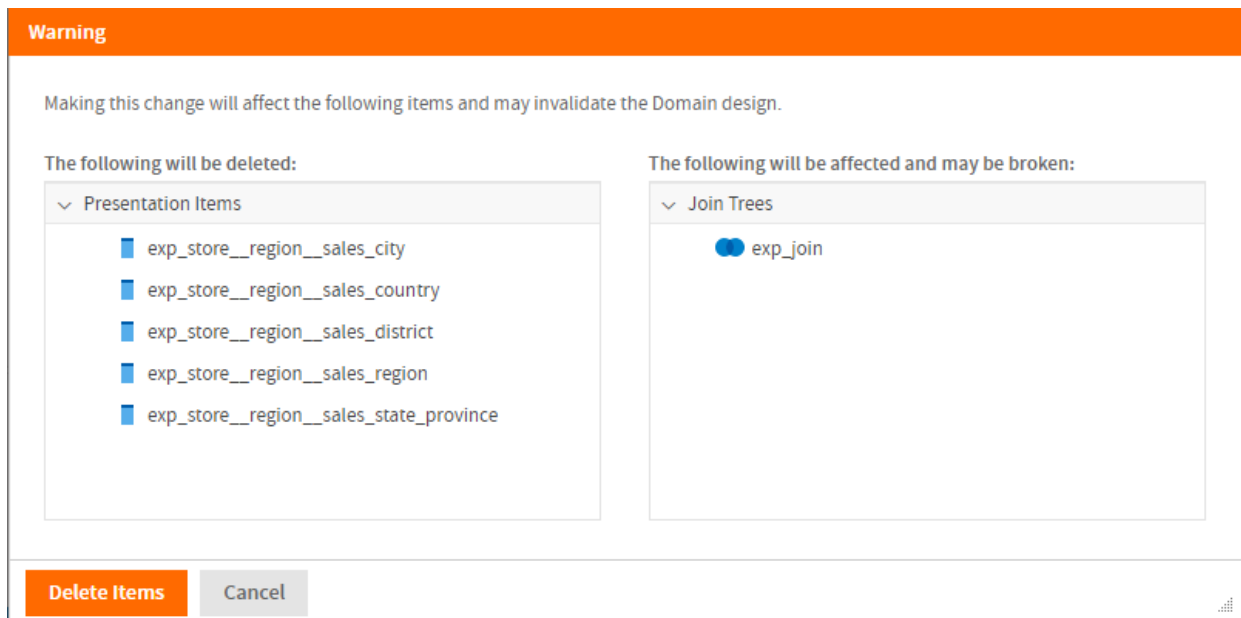 Warning
Making this change will affect the following items and may invalidate the Domain design.
The following will be deleted:
Presentation Items
exp_store__region__sales_city
exp_store__region__sales_country
exp_store__region__sales_district
exp_store__region__sales_region
exp_store__region__sales_state_province
The following will be affected and may be broken:
Join Trees
exp_join
Delete Items
Cancel